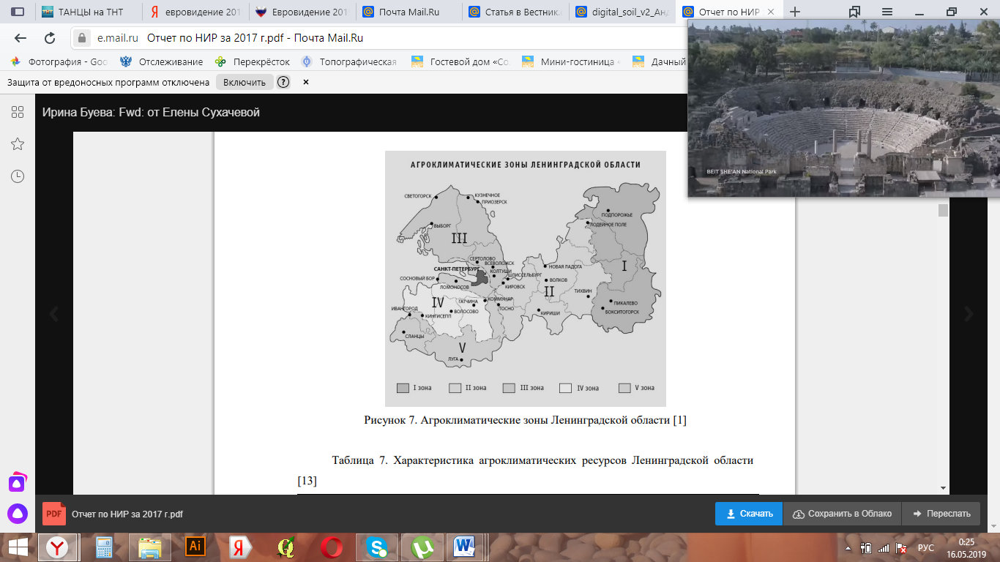 ТАНЦЫ на ТНТ
евровидение 201
Евровидение 201
Почта Mail.Ru
Статья в Вестник.
digital_soil_v2_Анд
Отчет по НИР
e.mail.ru Отчет по НИР за 2017 г.pdf - Почта Mail.Ru
Фотография - Goo
Отслеживание
Перекрёсток
Топографическая
Гостевой дом «Со
Мини-гостиница
Дачный
Защита от вредоносных программ отключена
Включить
Ирина Буева: Fwd: от Елены Сухачевой
BEIT SHE'AN National Park
АГРОКЛИМАТИЧЕСКИЕ ЗОНЫ ЛЕНИНГРАДСКОЙ ОБЛАСТИ
СВЕТОГОРСК
КУЗНЕЧНОЕ
ПРИОЗЕРСК
ПОДПОРОЖЬЕ
ЛОДЕЙНОЕ ПОЛЕ
ВЫБОРГ
III
СЕРТОЛОВО
ВСЕВОЛОЖСК
САНКТ-ПЕТЕРБУРГ
КОЛТУШИ
НОВАЯ ЛАДОГА
I
СОСНОВЫЙ БОР
ШЛИССЕЛЬБУРГ
ВОЛХОВ
ЛОМОНОСОВ
КИРОВСК
II
ТИХВИН
IV
ГАТЧИНА
КОММУНАР
ПИКАЛЕВО
ИВАНГОРОД
КИНГИСЕПП
ВОЛОСОВО
ТОСНО
КИРИШИ
БОКСИТОГОРСК
СЛАНЦЫ
V
ЛУГА
I зона
II зона
III зона
IV зона
V зона
Рисунок 7. Агроклиматические зоны Ленинградской области [1]
Таблица 7. Характеристика агроклиматических ресурсов Ленинградской области
[13]
PDF
Отчет по НИР за 2017 г.pdf
Скачать
Сохранить в Облако
Переслать
Ai
РУС
0:25
16.05.2019